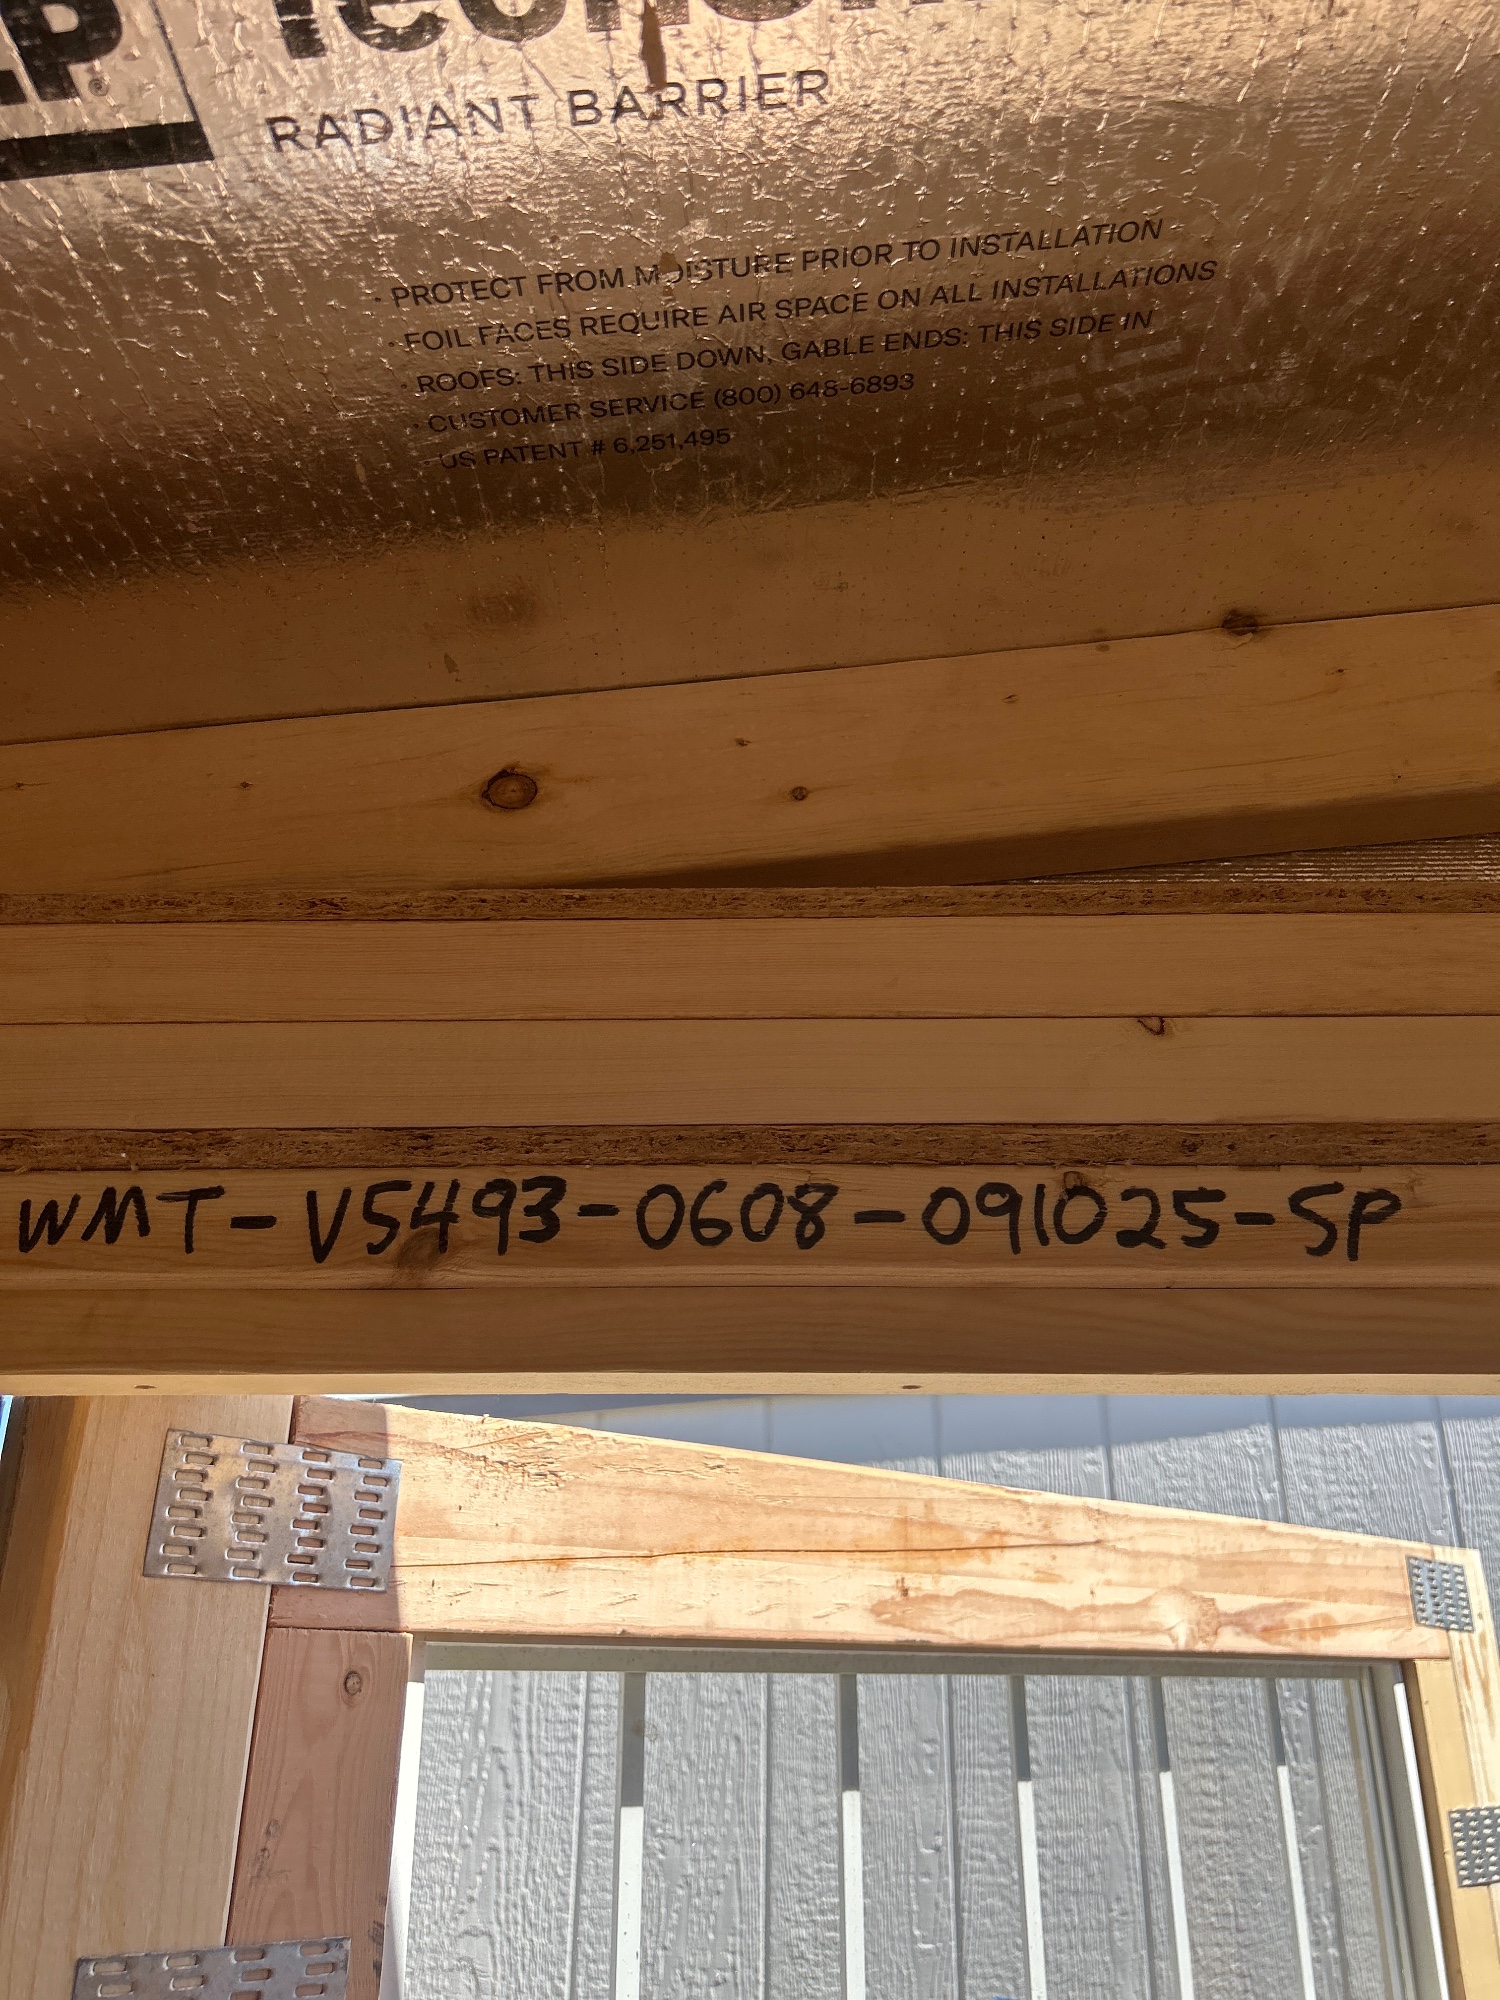 RADIANT BARRIER
· PROTECT FROM MOISTURE PRIOR TO INSTALLATION
· FOIL FACES REQUIRE AIR SPACE ON ALL INSTALLATIONS
· ROOFS: THIS SIDE DOWN, GABLE ENDS: THIS SIDE IN
· CUSTOMER SERVICE (800) 648-6893
· US PATENT # 6,251,495
WMT-V5493-0608-091025-SP